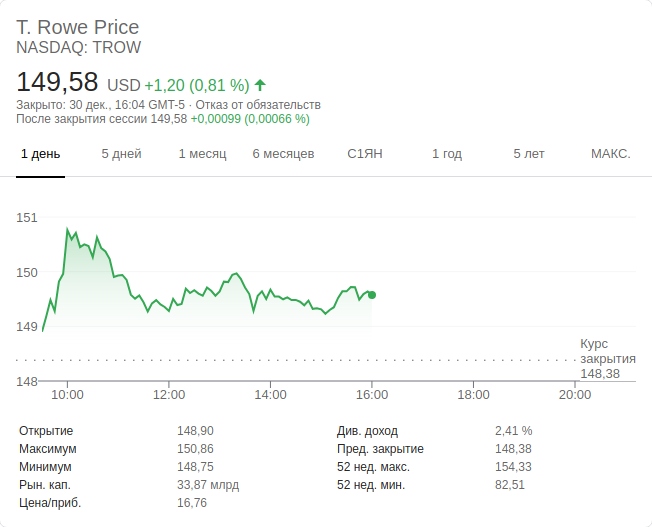 T. Rowe Price
NASDAQ: TROW
149,58 USD +1,20 (0,81 %)
Закрыто: 30 дек., 16:04 GMT-5 · Отказ от обязательств
После закрытия сессии 149,58 +0,00099 (0,00066 %)
1 день 5 дней 1 месяц 6 месяцев С1ЯН 1 год 5 лет МАКС.
151
150
149
Курс
закрытия
148,38
148
10:00 12:00 14:00 16:00 18:00 20:00
Открытие 148,90 Див. доход 2,41 %
Максимум 150,86 Пред. закрытие 148,38
Минимум 148,75 52 нед. макс. 154,33
Рын. кап. 33,87 млрд 52 нед. мин. 82,51
Цена/приб. 16,76